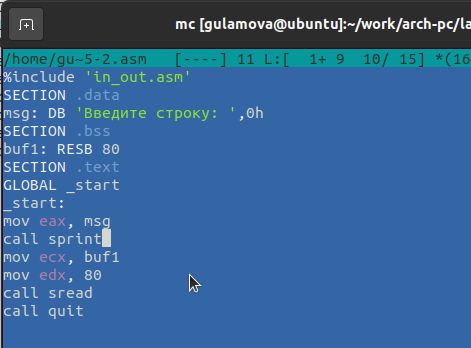 mc [gulamova@ubuntu]:~/work/arch-pc/la
/home/gu~5-2.asm   [----] 11 L:[  1+ 9  10/ 15] *(16
%include 'in_out.asm'
SECTION .data
msg: DB 'Введите строку: ',0h
SECTION .bss
buf1: RESB 80
SECTION .text
GLOBAL _start
_start:
mov eax, msg
call sprint
mov ecx, buf1
mov edx, 80
call sread
call quit